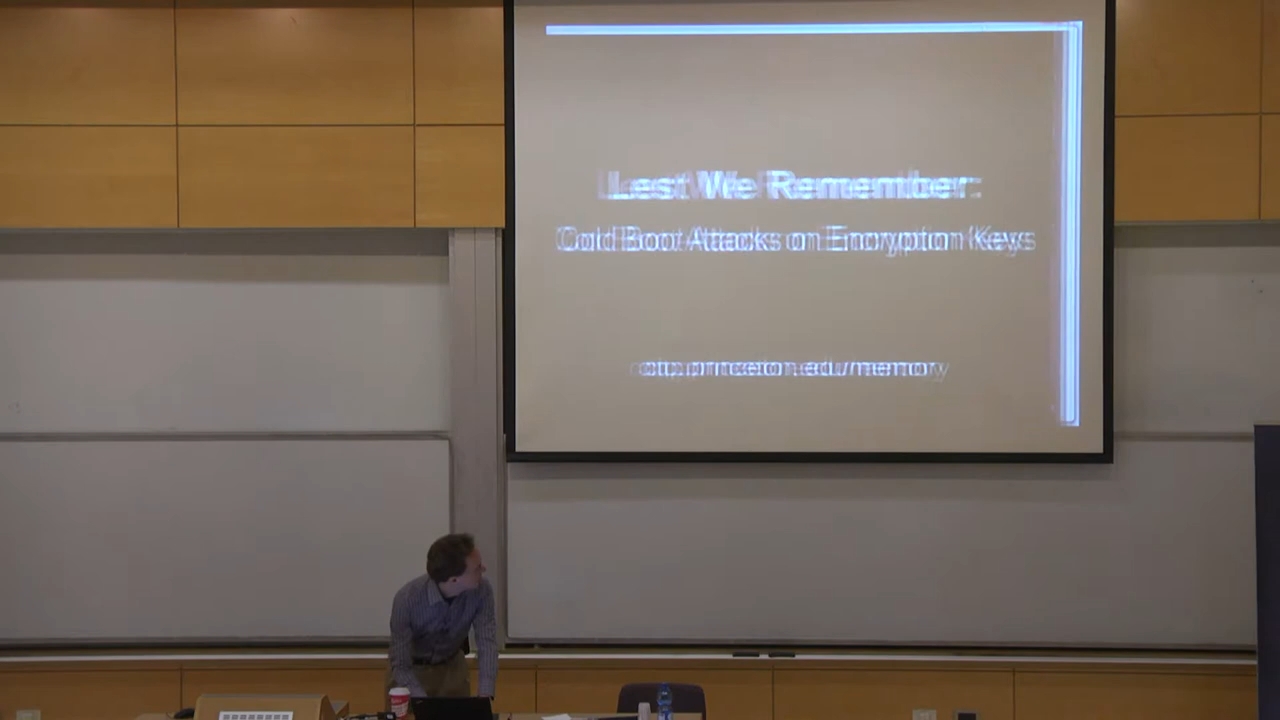 Lest We Remember:
Cold Boot Attacks on Encryption Keys
citp.princeton.edu/memory